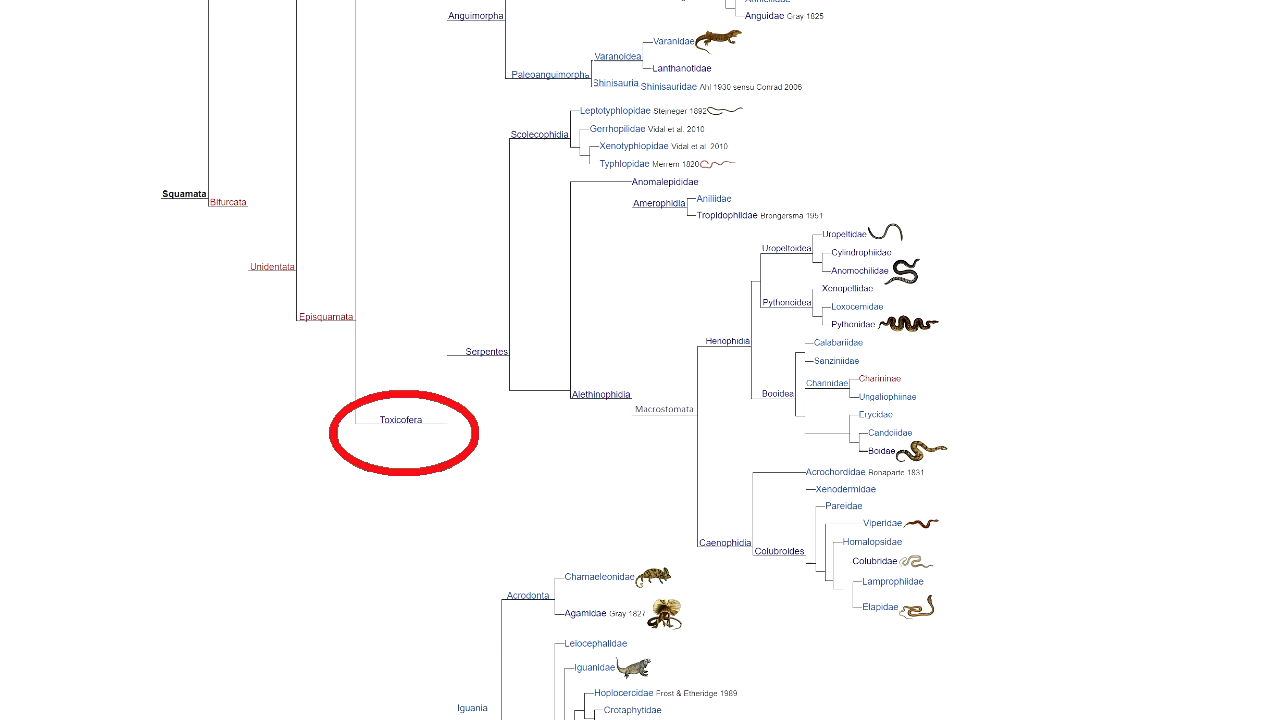 Anguimorpha
Anguidae Gray 1825
Varanidae
Varanoidea
Lanthanotidae
Paleoanguimorpha
Shinisauria
Shinisauridae Ahl 1930 sensu Conrad 2006
Leptotyphlopidae Stejneger 1892
Gerrhopilidae Vidal et al. 2010
Scolecophidia
Xenotyphlopidae Vidal et al. 2010
Typhlopidae Merrem 1820
Anomalepididae
Squamata
Bifurcata
Aniliidae
Amerophidia
Tropidophiidae Brongersma 1951
Uropeltidae
Uropeltoidea
Cylindrophiidae
Unidentata
Anomochilidae
Xenopeltidae
Pythonoidea
Loxocemidae
Episquamata
Pythonidae
Henophidia
Calabariidae
Serpentes
Sanziniidae
Charininae
Charinidae
Alethinophidia
Booidea
Ungaliophiinae
Macrostomata
Erycidae
Toxicofera
Candoiidae
Boidae
Acrochordidae Bonaparte 1831
Xenodermidae
Pareidae
Viperidae
Caenophidia
Colubroides
Homalopsidae
Colubridae
Lamprophiidae
Elapidae
Chamaeleonidae
Acrodonta
Agamidae Gray 1827
Leiocephalidae
Iguanidae
Hoplocercidae Frost & Etheridge 1989
Iguania
Crotaphytidae